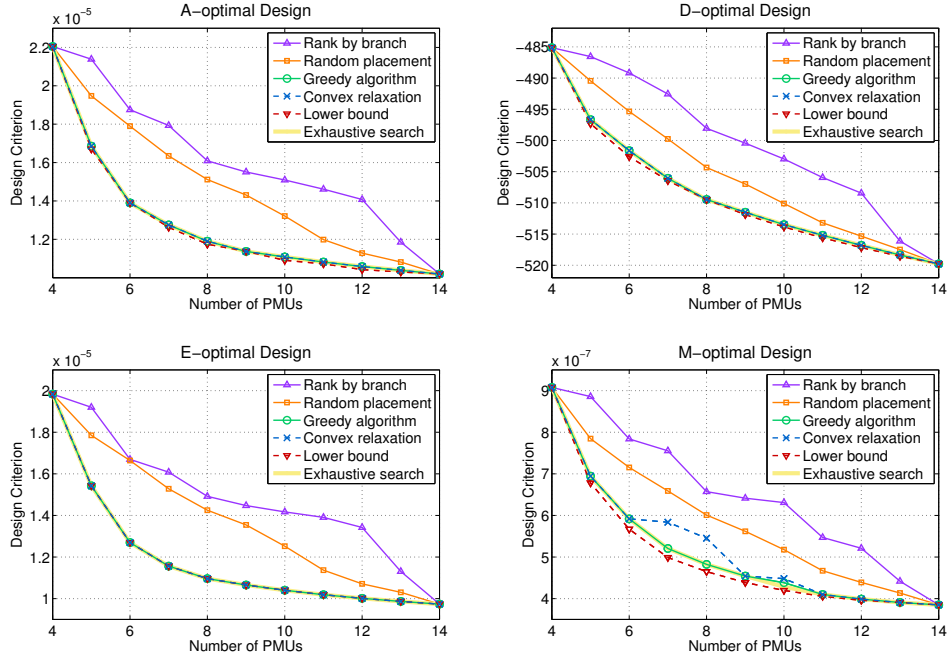 A-optimal Design
x 10⁻⁵
Design Criterion
2.2
2
1.8
1.6
1.4
1.2
Rank by branch
Random placement
Greedy algorithm
Convex relaxation
Lower bound
Exhaustive search
4 6 8 10 12 14
Number of PMUs
D-optimal Design
Design Criterion
−485
−490
−495
−500
−505
−510
−515
−520
Rank by branch
Random placement
Greedy algorithm
Convex relaxation
Lower bound
Exhaustive search
4 6 8 10 12 14
Number of PMUs
E-optimal Design
x 10⁻⁵
Design Criterion
2
1.8
1.6
1.4
1.2
1
Rank by branch
Random placement
Greedy algorithm
Convex relaxation
Lower bound
Exhaustive search
4 6 8 10 12 14
Number of PMUs
M-optimal Design
x 10⁻⁷
Design Criterion
9
8
7
6
5
4
Rank by branch
Random placement
Greedy algorithm
Convex relaxation
Lower bound
Exhaustive search
4 6 8 10 12 14
Number of PMUs